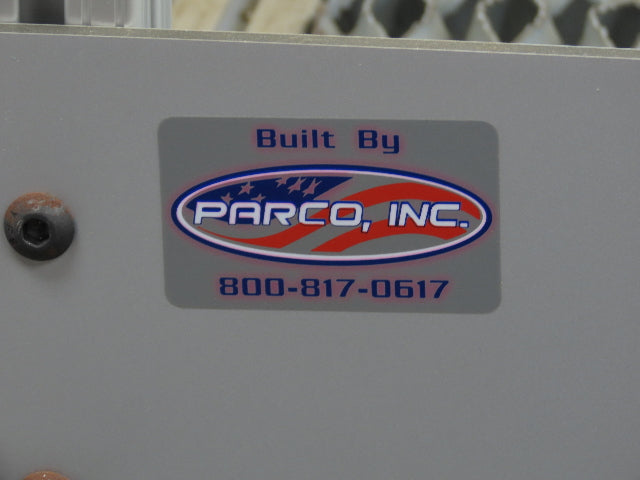 Built By
PARCO, INC.
800-817-0617